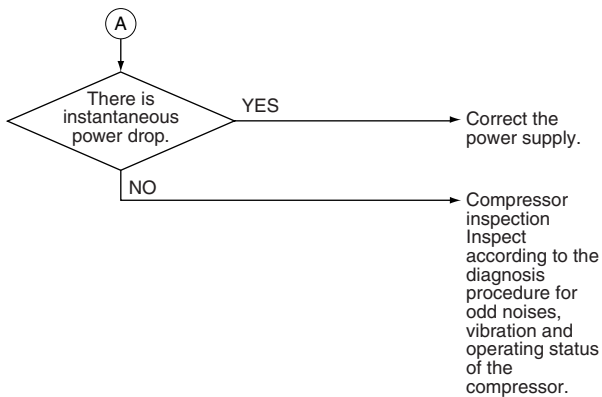 A
There is
instantaneous
power drop.
YES
Correct the
power supply.
NO
Compressor
inspection
Inspect
according to the
diagnosis
procedure for
odd noises,
vibration and
operating status
of the
compressor.